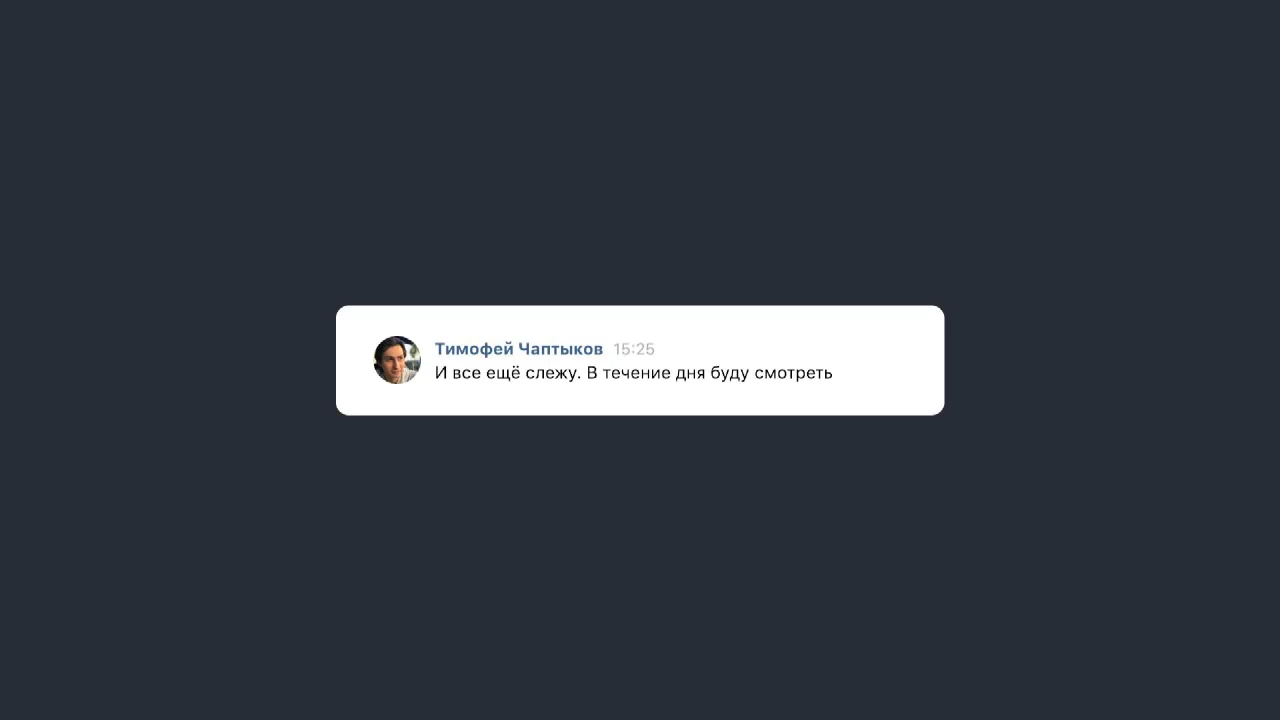 Тимофей Чаптыков 15:25
И все ещё слежу. В течение дня буду смотреть